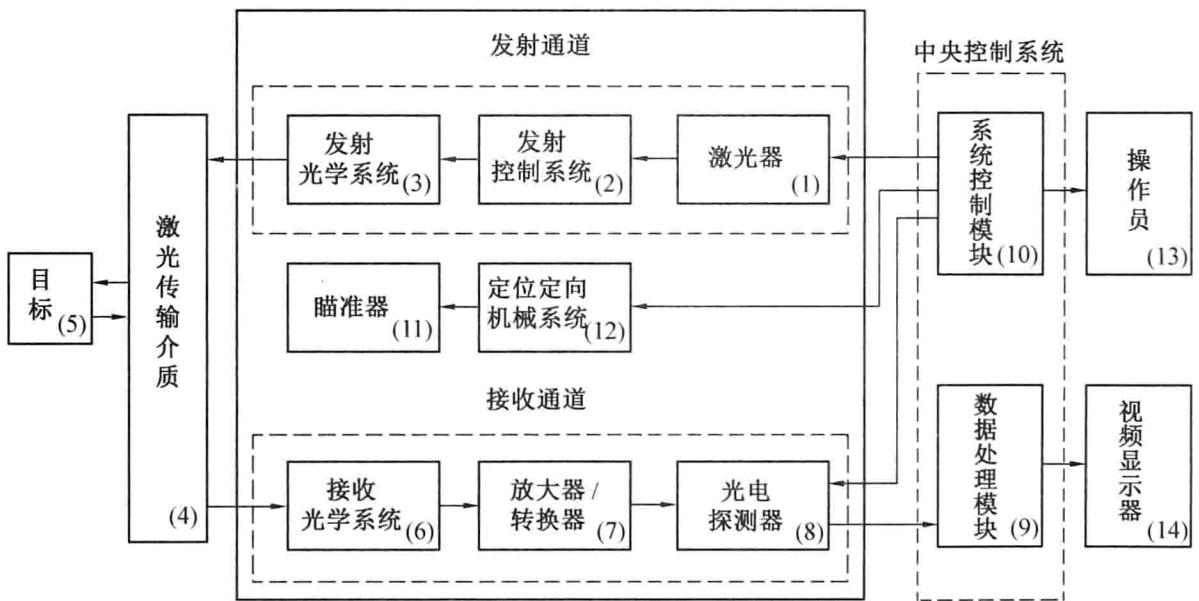 发射通道
中央控制系统
发射
光学系统
(3)
发射
控制系统
(2)
激光器
(1)
系统控制模块
(10)
操作员
(13)
激光传输介质
(4)
目标
(5)
瞄准器
(11)
定位定向
机械系统
(12)
接收通道
接收
光学系统
(6)
放大器/
转换器
(7)
光电
探测器
(8)
数据处理模块
(9)
视频显示器
(14)